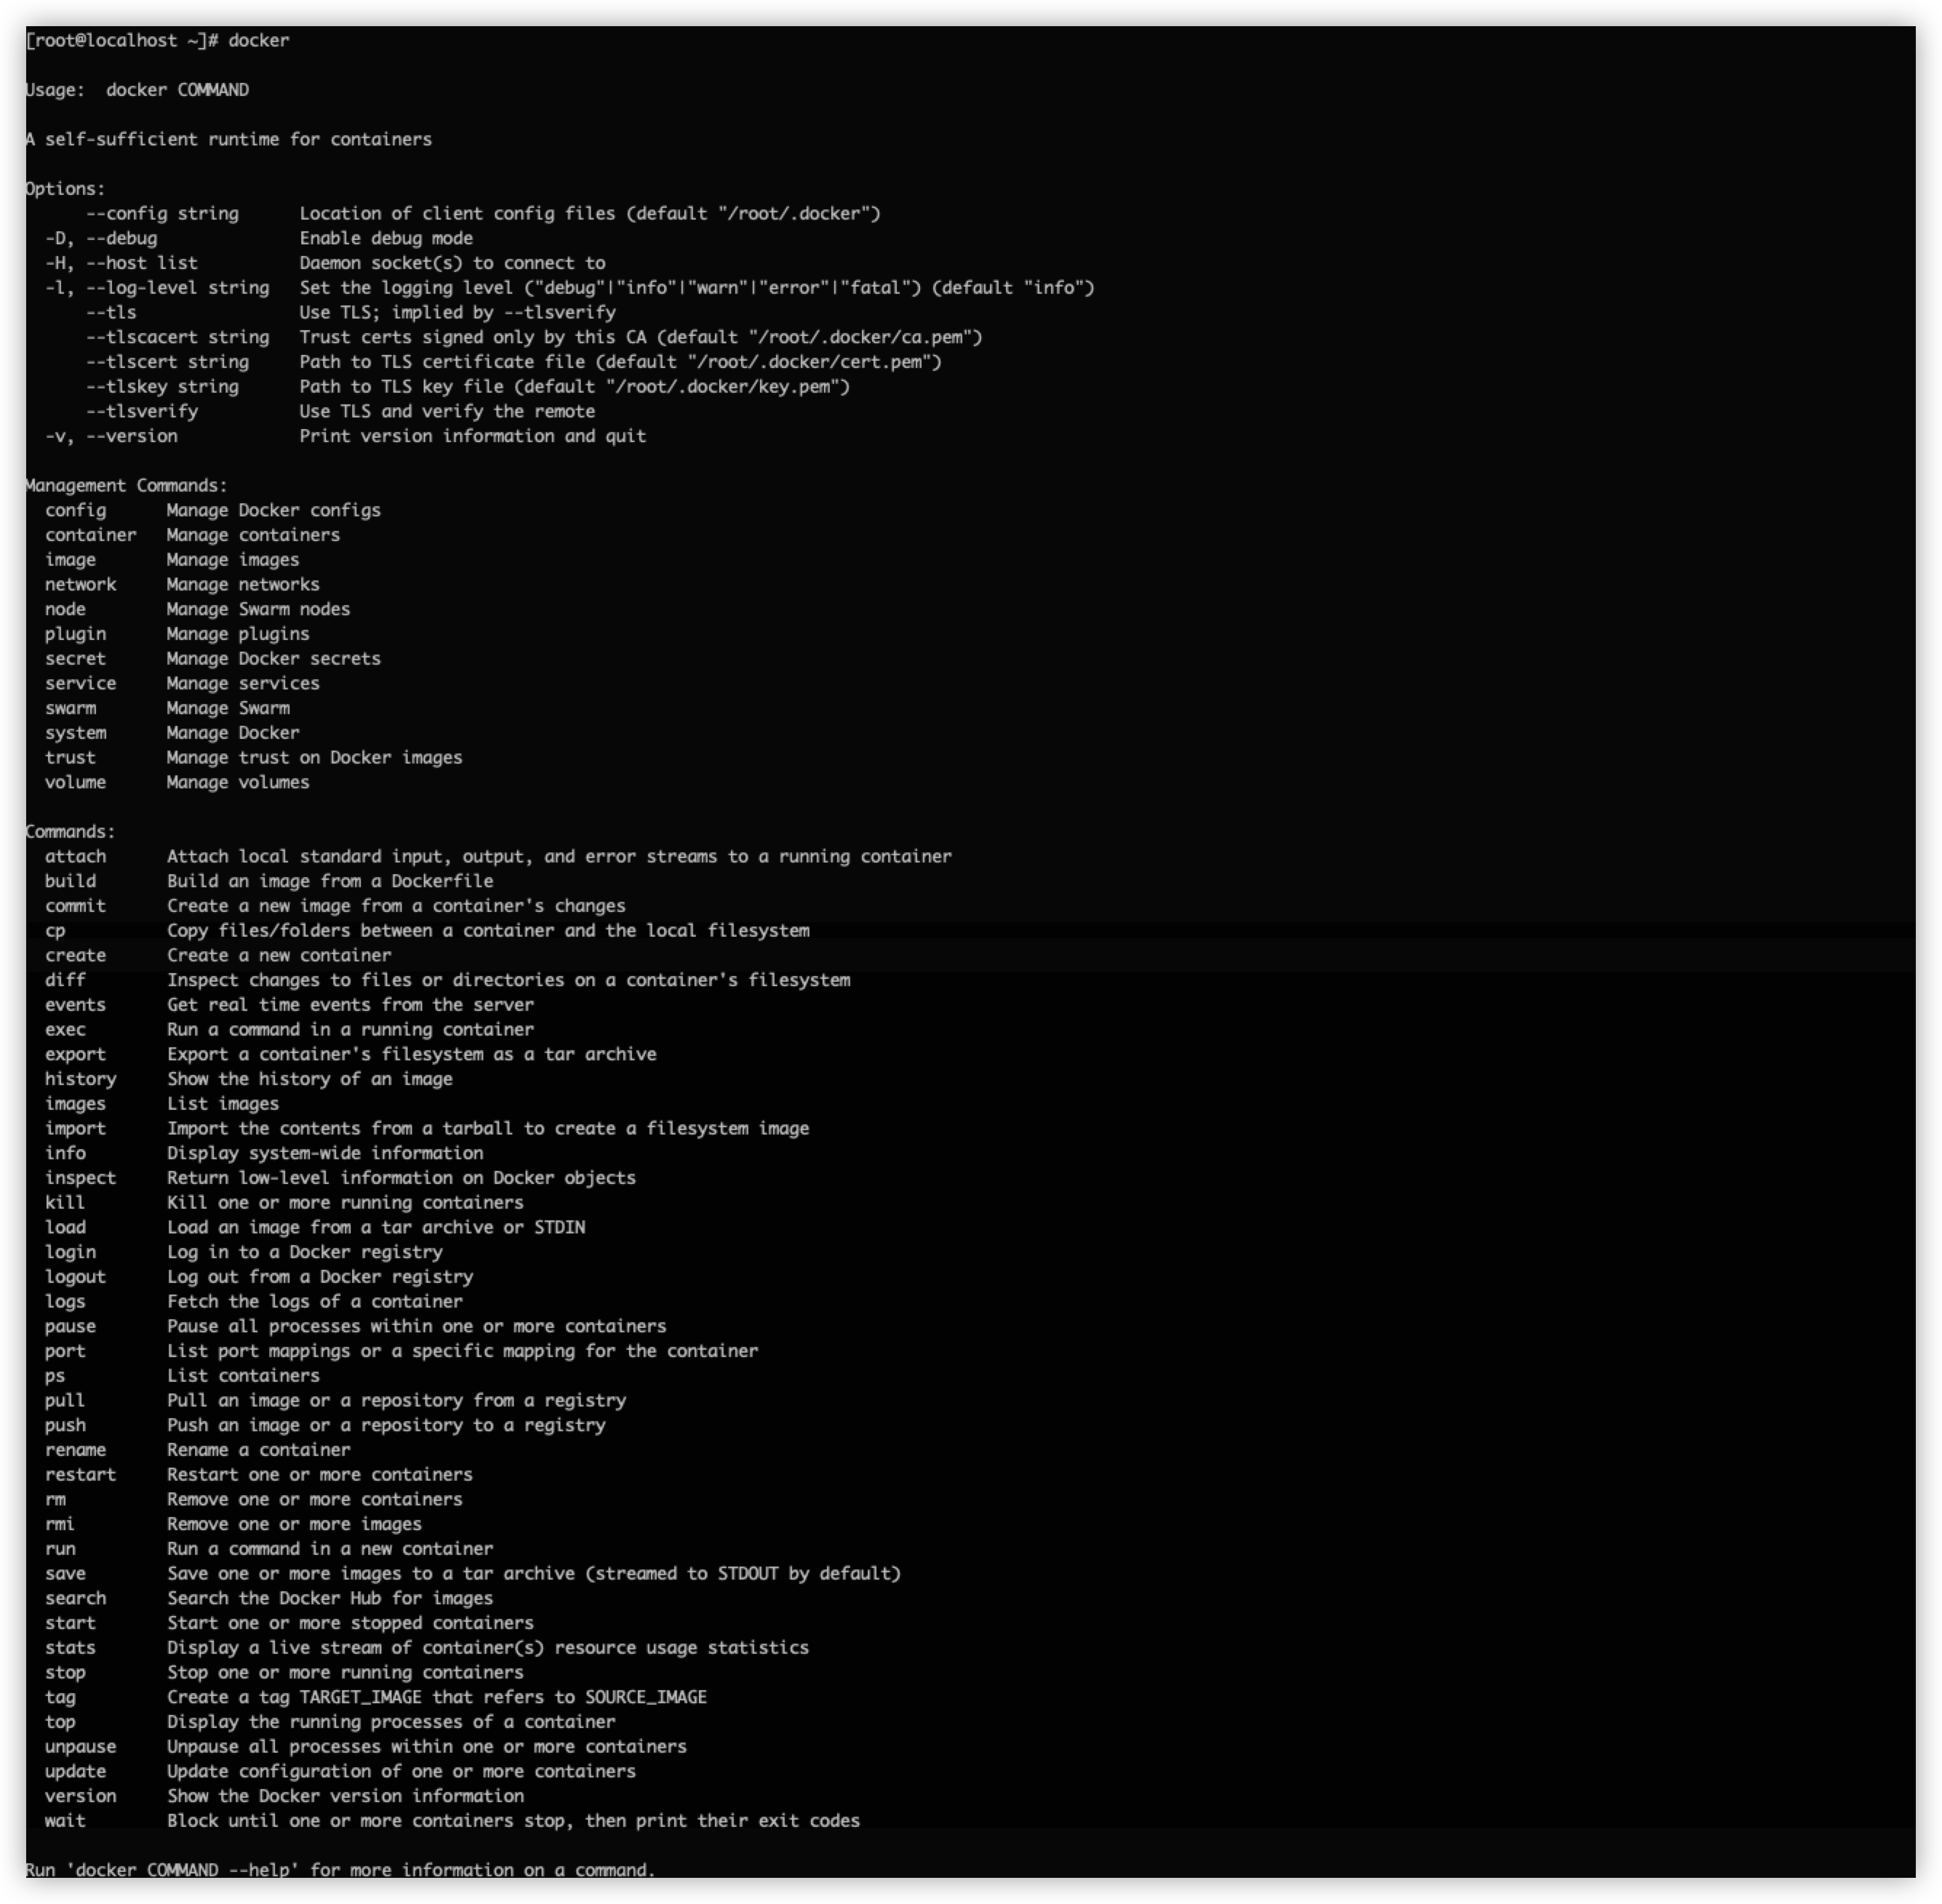 [root@localhost ~]# docker
Usage:  docker COMMAND
A self-sufficient runtime for containers
Options:
      --config string      Location of client config files (default "/root/.docker")
  -D, --debug              Enable debug mode
  -H, --host list          Daemon socket(s) to connect to
  -l, --log-level string   Set the logging level ("debug"|"info"|"warn"|"error"|"fatal") (default "info")
      --tls                Use TLS; implied by --tlsverify
      --tlscacert string   Trust certs signed only by this CA (default "/root/.docker/ca.pem")
      --tlscert string     Path to TLS certificate file (default "/root/.docker/cert.pem")
      --tlskey string      Path to TLS key file (default "/root/.docker/key.pem")
      --tlsverify          Use TLS and verify the remote
  -v, --version            Print version information and quit
Management Commands:
  config      Manage Docker configs
  container   Manage containers
  image       Manage images
  network     Manage networks
  node        Manage Swarm nodes
  plugin      Manage plugins
  secret      Manage Docker secrets
  service     Manage services
  swarm       Manage Swarm
  system      Manage Docker
  trust       Manage trust on Docker images
  volume      Manage volumes
Commands:
  attach      Attach local standard input, output, and error streams to a running container
  build       Build an image from a Dockerfile
  commit      Create a new image from a container's changes
  cp          Copy files/folders between a container and the local filesystem
  create      Create a new container
  diff        Inspect changes to files or directories on a container's filesystem
  events      Get real time events from the server
  exec        Run a command in a running container
  export      Export a container's filesystem as a tar archive
  history     Show the history of an image
  images      List images
  import      Import the contents from a tarball to create a filesystem image
  info        Display system-wide information
  inspect     Return low-level information on Docker objects
  kill        Kill one or more running containers
  load        Load an image from a tar archive or STDIN
  login       Log in to a Docker registry
  logout      Log out from a Docker registry
  logs        Fetch the logs of a container
  pause       Pause all processes within one or more containers
  port        List port mappings or a specific mapping for the container
  ps          List containers
  pull        Pull an image or a repository from a registry
  push        Push an image or a repository to a registry
  rename      Rename a container
  restart     Restart one or more containers
  rm          Remove one or more containers
  rmi         Remove one or more images
  run         Run a command in a new container
  save        Save one or more images to a tar archive (streamed to STDOUT by default)
  search      Search the Docker Hub for images
  start       Start one or more stopped containers
  stats       Display a live stream of container(s) resource usage statistics
  stop        Stop one or more running containers
  tag         Create a tag TARGET_IMAGE that refers to SOURCE_IMAGE
  top         Display the running processes of a container
  unpause     Unpause all processes within one or more containers
  update      Update configuration of one or more containers
  version     Show the Docker version information
  wait        Block until one or more containers stop, then print their exit codes
Run 'docker COMMAND --help' for more information on a command.